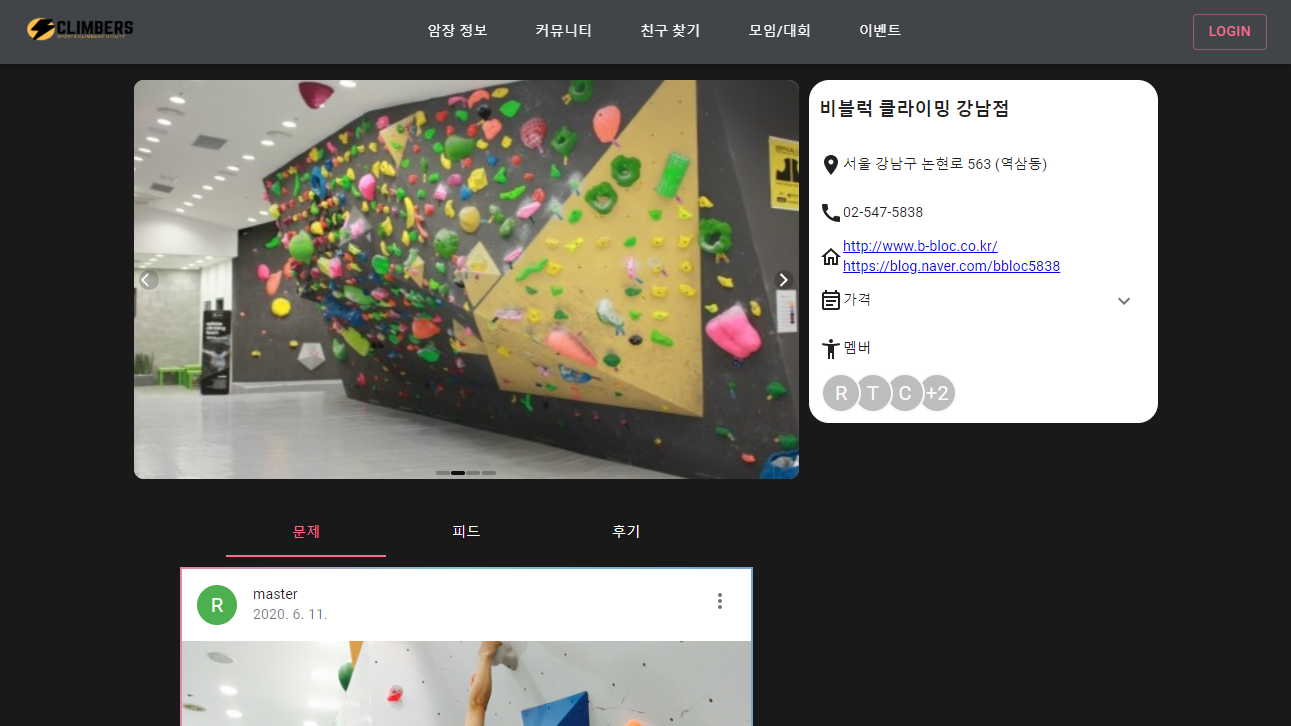 CLIMBERS
암장 정보
커뮤니티
친구 찾기
모임/대회
이벤트
LOGIN
비블럭 클라이밍 강남점
서울 강남구 논현로 563 (역삼동)
02-547-5838
http://www.b-bloc.co.kr/
https://blog.naver.com/bbloc5838
가격
멤버
R T C +2
문제
피드
후기
R
master
2020. 6. 11.